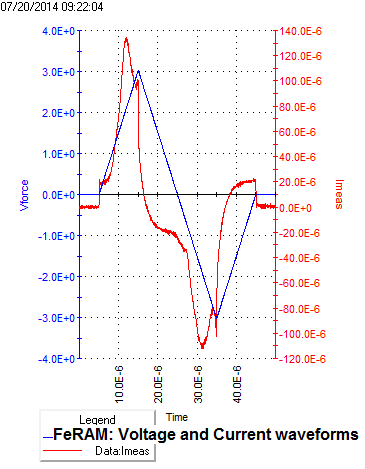 07/20/2014 09:22:04
4.0E+0
3.0E+0
2.0E+0
1.0E+0
0.0E+0
-1.0E+0
-2.0E+0
-3.0E+0
-4.0E+0
Vforce
140.0E-6
120.0E-6
100.0E-6
80.0E-6
60.0E-6
40.0E-6
20.0E-6
0.0E+0
-20.0E-6
-40.0E-6
-60.0E-6
-80.0E-6
-100.0E-6
-120.0E-6
Imeas
10.0E-6
20.0E-6
30.0E-6
40.0E-6
Time
Legend
FeRAM: Voltage and Current waveforms
Data:Imeas